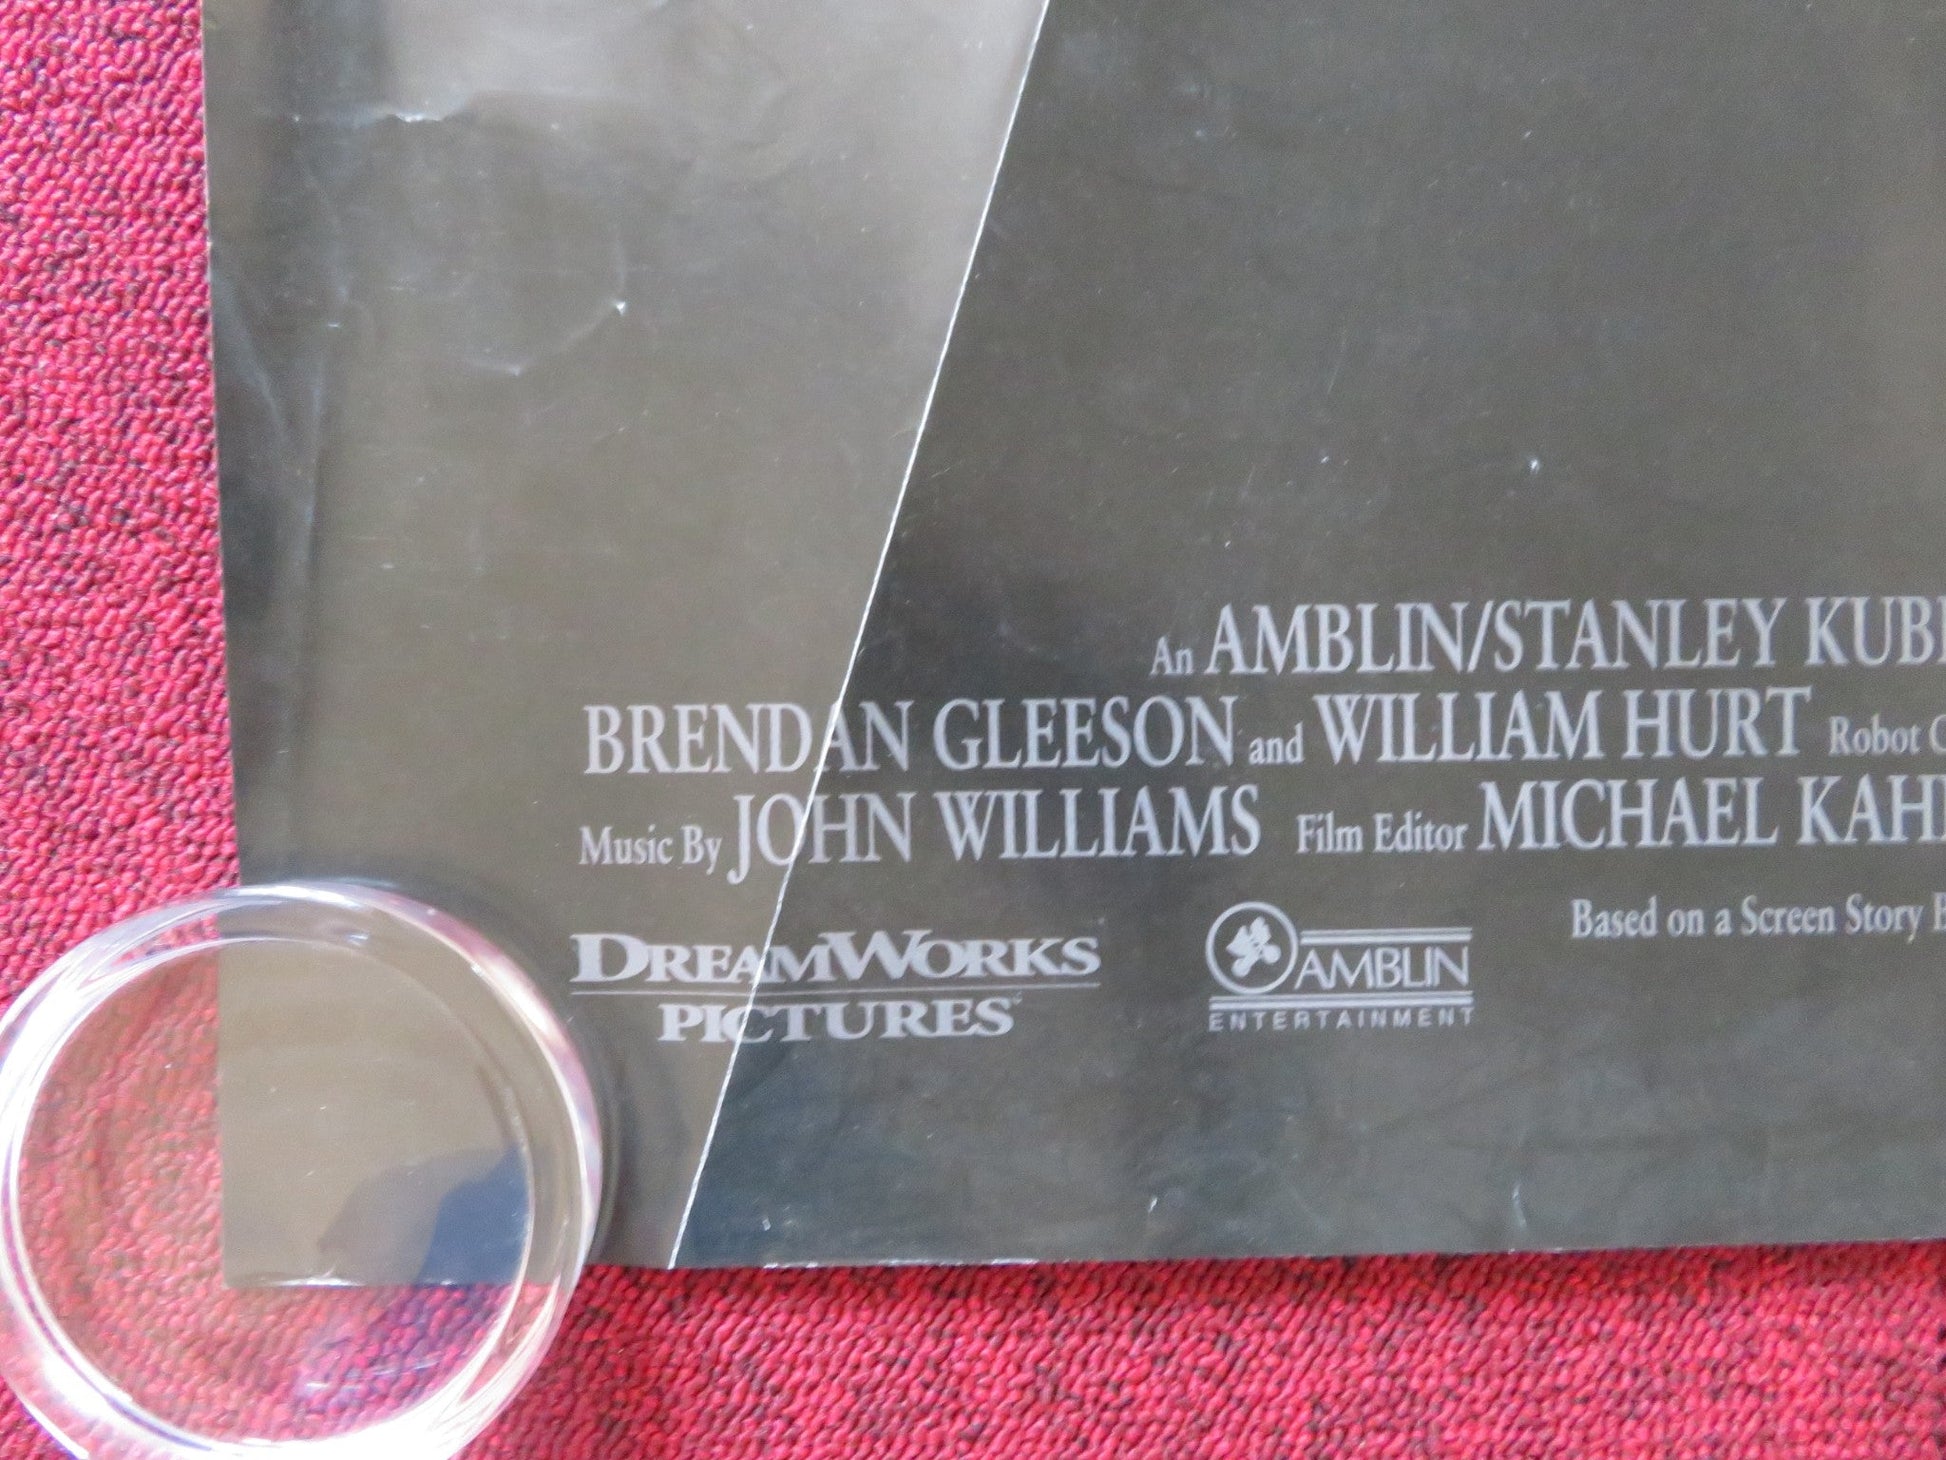 An AMBLIN/STANLEY KUB
BRENDAN GLEESON and WILLIAM HURT Robot C
Music By JOHN WILLIAMS Film Editor MICHAEL KAH
Based on a Screen Story B
DREAMWORKS
PICTURES
AMBLIN
ENTERTAINMENT